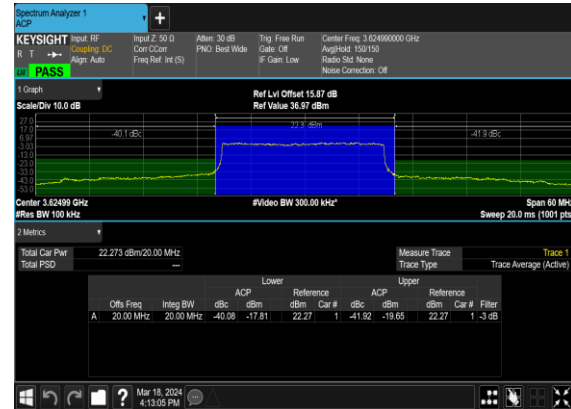 Spectrum Analyzer 1
ACP
+
KEYSIGHT Input: RF Input Z: 50 Ω Atten: 30 dB Trig: Free Run Center Freq: 3.624990000 GHz
R T Coupling: DC Corr CCorr PNO: Best Wide Gate: Off Avg|Hold: 150/150
Align: Auto Freq Ref: Int (S) IF Gain: Low Radio Std: None
LNI PASS Noise Correction: Off
1 Graph
Ref Lvl Offset 15.87 dB
Scale/Div 10.0 dB Ref Value 36.97 dBm
27.0
17.0 -40.1 dBc 22.3 dBm -41.9 dBc
6.97
-3.03
-13.0
-23.0
-33.0
-43.0
-53.0
Center 3.62499 GHz #Video BW 300.00 kHz* Span 60 MHz
#Res BW 100 kHz Sweep 20.0 ms (1001 pts
2 Metrics
Total Car Pwr 22.273 dBm/20.00 MHz Measure Trace Trace 1
Total PSD --- Trace Type Trace Average (Active)
Lower Upper
ACP Reference ACP Reference
Offs Freq Integ BW dBc dBm dBm Car # dBc dBm dBm Car # Filter
A 20.00 MHz 20.00 MHz -40.08 -17.81 22.27 1 -41.92 -19.65 22.27 1 -3 dB
? Mar 18, 2024
4:13:05 PM